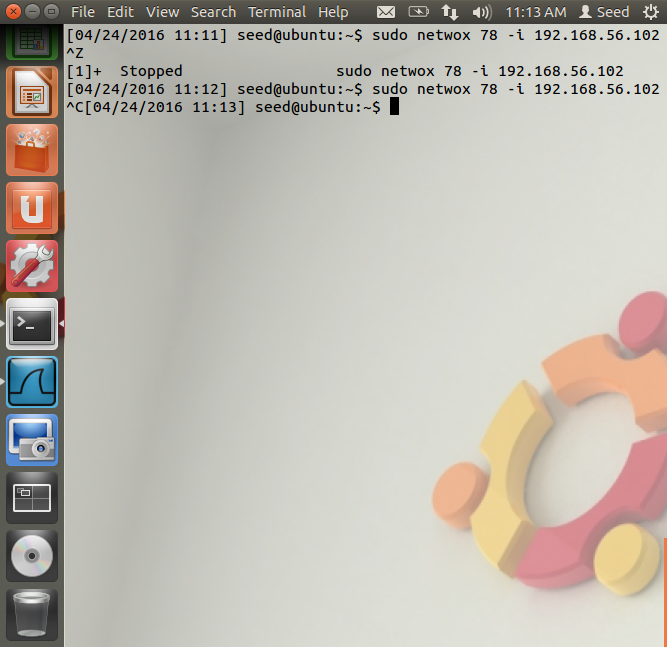 File Edit View Search Terminal Help 11:13 AM Seed
[04/24/2016 11:11] seed@ubuntu:~$ sudo netwox 78 -i 192.168.56.102
^Z
[1]+  Stopped                 sudo netwox 78 -i 192.168.56.102
[04/24/2016 11:12] seed@ubuntu:~$ sudo netwox 78 -i 192.168.56.102
^C[04/24/2016 11:13] seed@ubuntu:~$